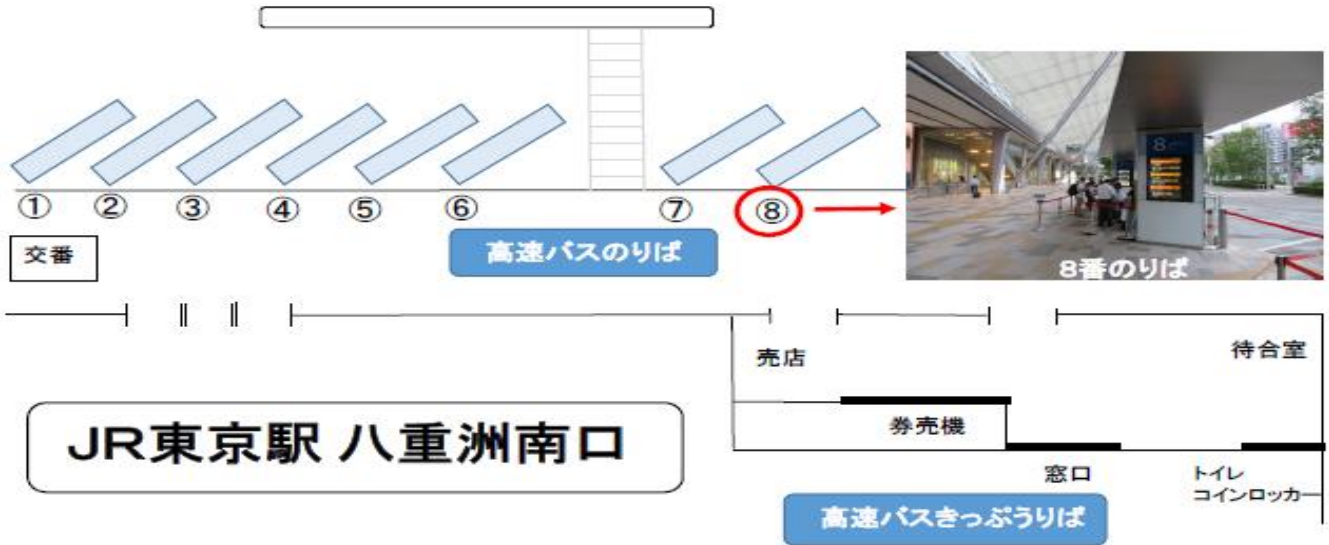 8
① ② ③ ④ ⑤ ⑥ ⑦ ⑧
交番
高速バスのりば
8番のりば
売店
待合室
券売機
JR東京駅 八重洲南口
窓口
トイレ
コインロッカー
高速バスきっぷうりば